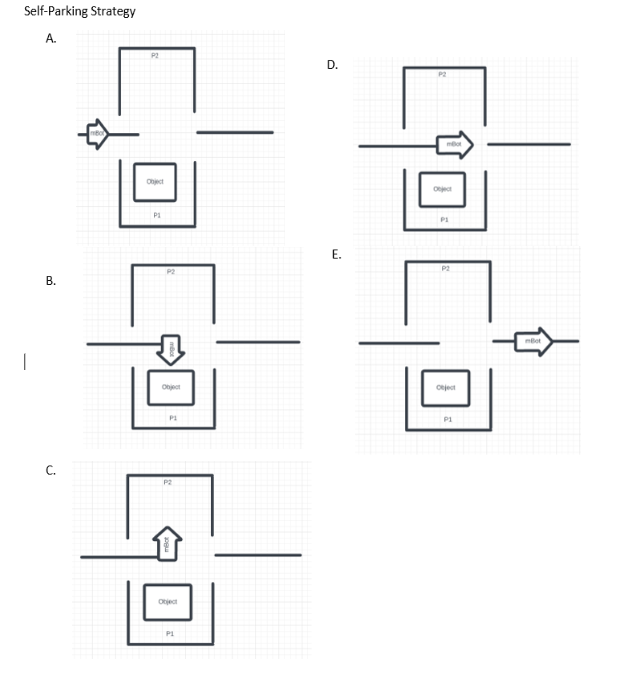 Self-Parking Strategy
A.
P2
mBot
Object
P1
B.
P2
mBot
Object
P1
C.
P2
mBot
Object
P1
D.
P2
mBot
Object
P1
E.
P2
mBot
Object
P1